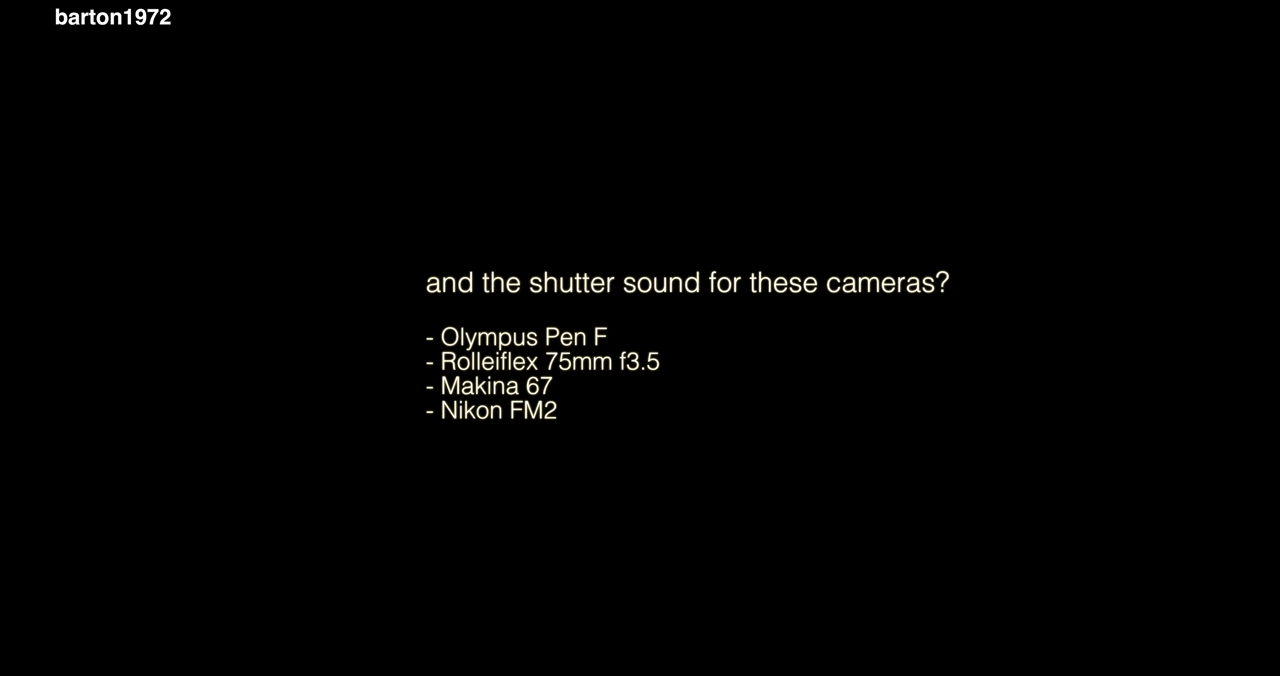 barton1972
and the shutter sound for these cameras?
- Olympus Pen F
- Rolleiflex 75mm f3.5
- Makina 67
- Nikon FM2